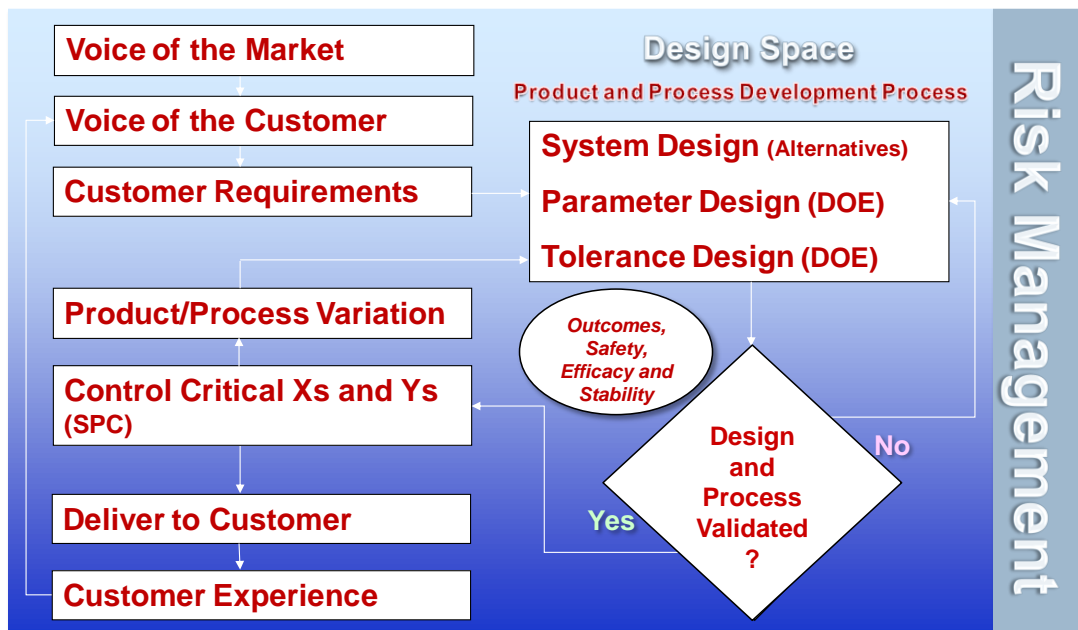 Voice of the Market
Voice of the Customer
Customer Requirements
Product/Process Variation
Control Critical Xs and Ys
(SPC)
Deliver to Customer
Customer Experience
Design Space
Product and Process Development Process
System Design (Alternatives)
Parameter Design (DOE)
Tolerance Design (DOE)
Outcomes,
Safety,
Efficacy and
Stability
Design
and
Process
Validated
?
No
Yes
Risk Management